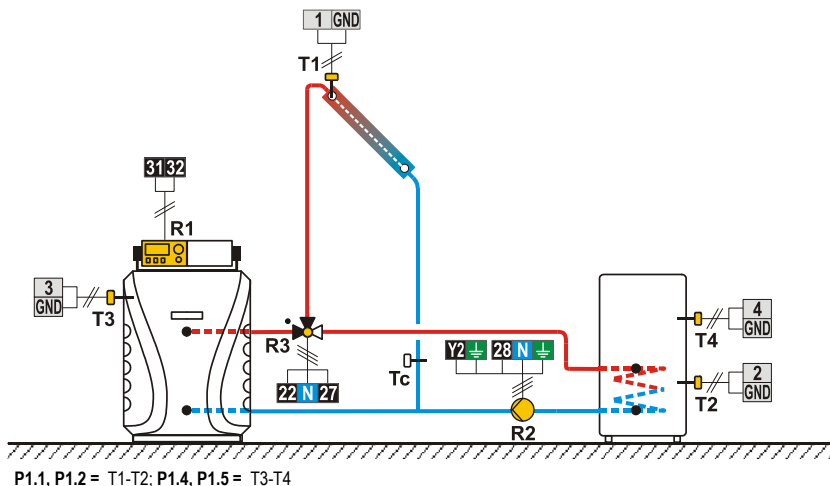 1 GND
T1
31 32
R1
3
GND
T3
R3
22 N 27
Tc
Y2 28 N
R2
4
GND
T4
2
GND
T2
P1.1, P1.2 = T1-T2; P1.4, P1.5 = T3-T4